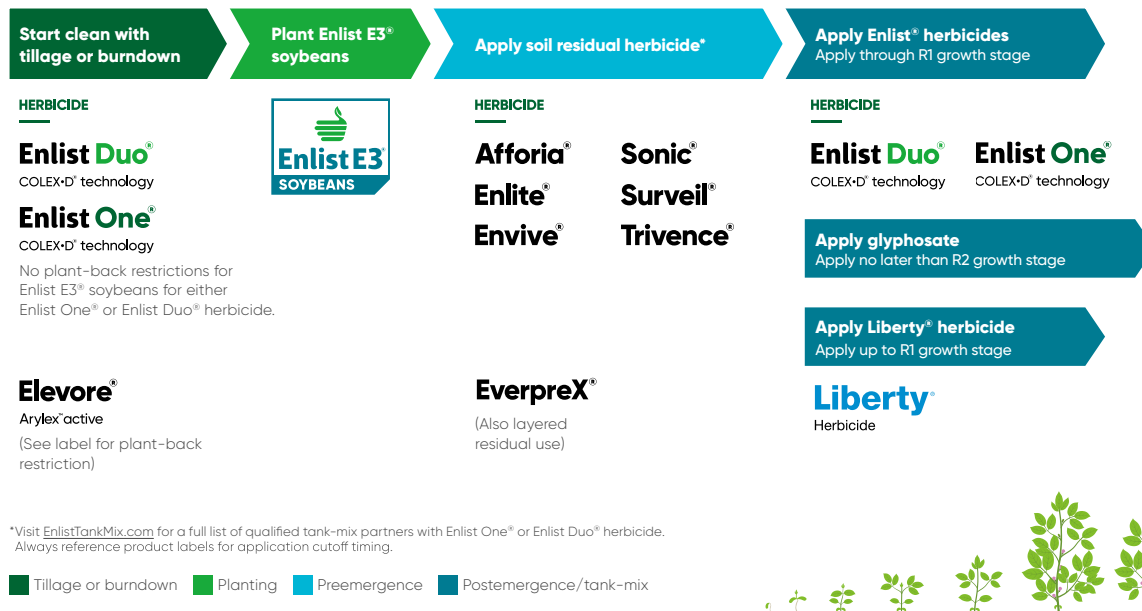 Start clean with
tillage or burndown
Plant Enlist E3®
soybeans
Apply soil residual herbicide*
Apply Enlist® herbicides
Apply through R1 growth stage
HERBICIDE
Enlist Duo®
COLEX•D® technology
Enlist One®
COLEX•D® technology
No plant-back restrictions for
Enlist E3® soybeans for either
Enlist One® or Enlist Duo® herbicide.
Elevore®
Arylex™active
(See label for plant-back
restriction)
Enlist E3®
SOYBEANS
HERBICIDE
Afforia® Sonic®
Enlite® Surveil®
Envive® Trivence®
EverpreX®
(Also layered
residual use)
HERBICIDE
Enlist Duo® Enlist One®
COLEX•D® technology COLEX•D® technology
Apply glyphosate
Apply no later than R2 growth stage
Apply Liberty® herbicide
Apply up to R1 growth stage
Liberty®
Herbicide
*Visit EnlistTankMix.com for a full list of qualified tank-mix partners with Enlist One® or Enlist Duo® herbicide.
Always reference product labels for application cutoff timing.
Tillage or burndown Planting Preemergence Postemergence/tank-mix